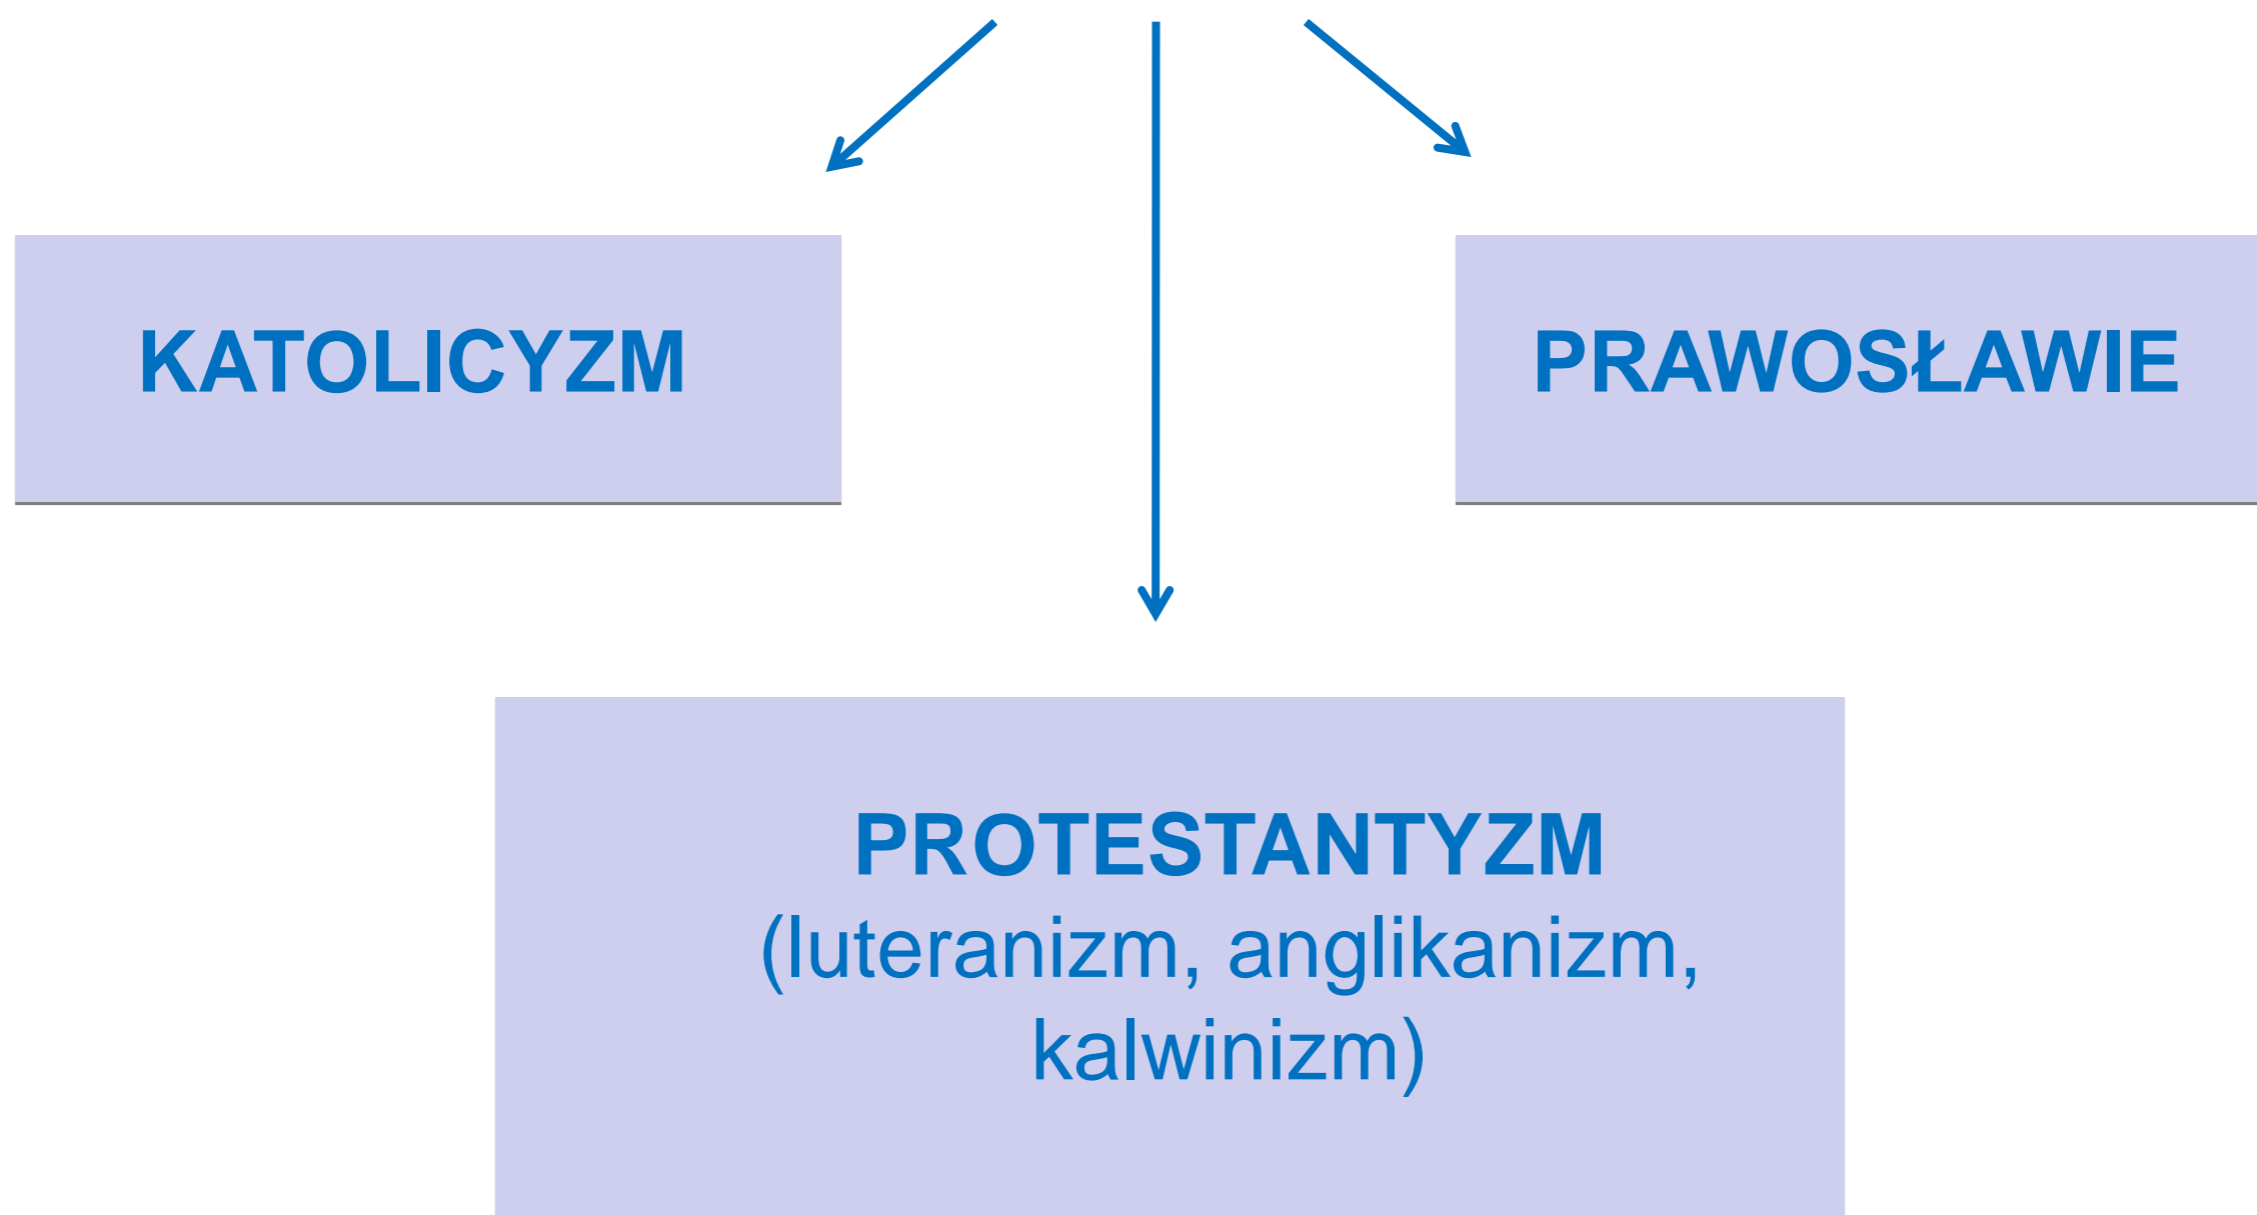 KATOLICYZM
PRAWOSŁAWIE
PROTESTANTYZM
(luteranizm, anglikanizm,
kalwinizm)